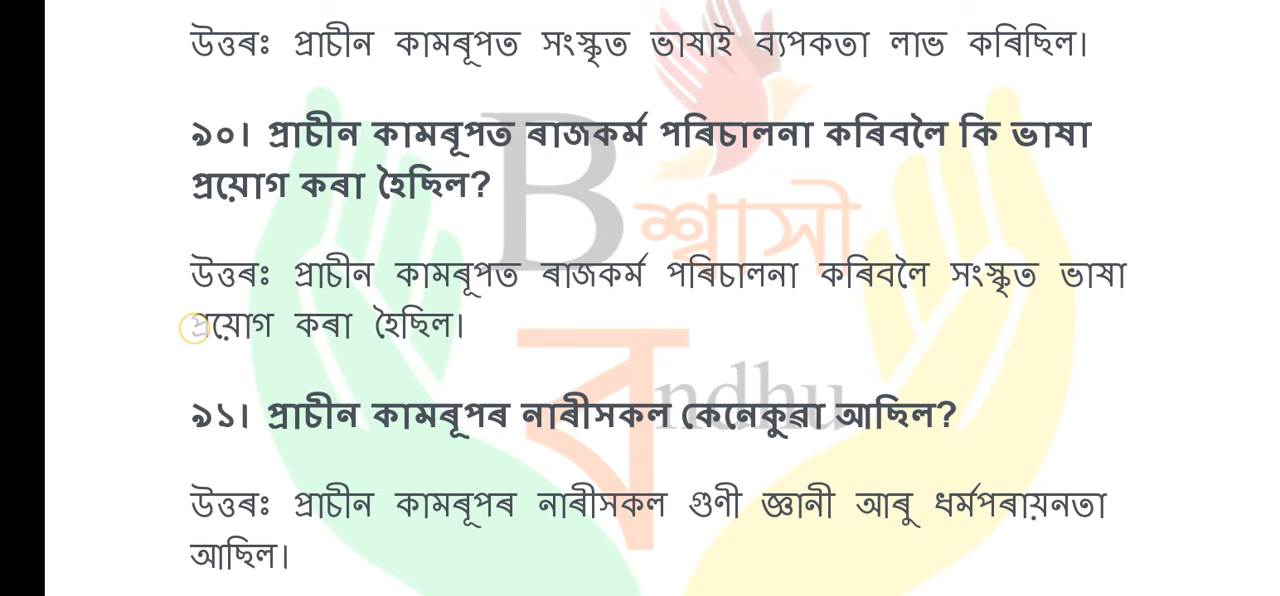 উত্তৰঃ প্ৰাচীন কামৰূপত সংস্কৃত ভাষাই ব্যপকতা লাভ কৰিছিল।
৯০। প্ৰাচীন কামৰূপত ৰাজকৰ্ম পৰিচালনা কৰিবলৈ কি ভাষা
প্ৰয়োগ কৰা হৈছিল?
উত্তৰঃ প্ৰাচীন কামৰূপত ৰাজকৰ্ম পৰিচালনা কৰিবলৈ সংস্কৃত ভাষা
প্ৰয়োগ কৰা হৈছিল।
৯১। প্ৰাচীন কামৰূপৰ নাৰীসকল কেনেকুৱা আছিল?
উত্তৰঃ প্ৰাচীন কামৰূপৰ নাৰীসকল গুণী জ্ঞানী আৰু ধৰ্মপৰায়নতা
আছিল।
B শ্বাসী
ব ndhu